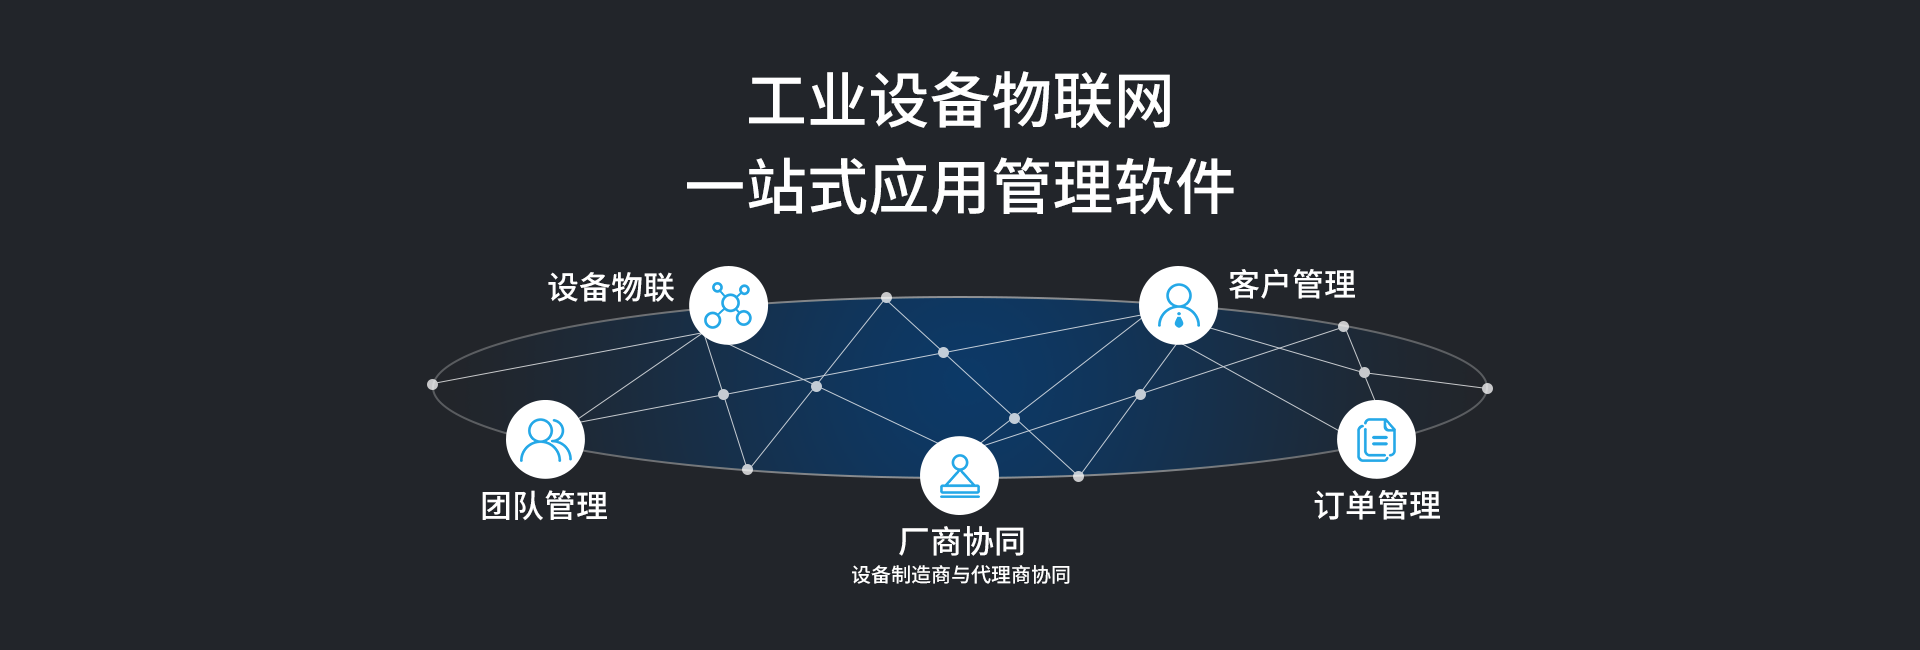 工业设备物联网
一站式应用管理软件
设备物联
客户管理
团队管理
订单管理
厂商协同
设备制造商与代理商协同